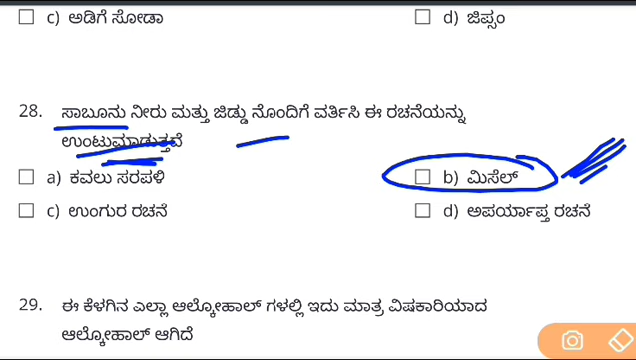 c) ಅಡಿಗೆ ಸೋಡಾ d) ಜಿಪ್ಸಂ
28. ಸಾಬೂನು ನೀರು ಮತ್ತು ಜಿಡ್ಡು ನೊಂದಿಗೆ ವರ್ತಿಸಿ ಈ ರಚನೆಯನ್ನು
ಉಂಟುಮಾಡುತ್ತವೆ
a) ಕವಲು ಸರಪಳಿ b) ಮಿಸೆಲ್
c) ಉಂಗುರ ರಚನೆ d) ಅಪರ್ಯಾಪ್ತ ರಚನೆ
29. ಈ ಕೆಳಗಿನ ಎಲ್ಲಾ ಆಲ್ಕೋಹಾಲ್ ಗಳಲ್ಲಿ ಇದು ಮಾತ್ರ ವಿಷಕಾರಿಯಾದ
ಆಲ್ಕೋಹಾಲ್ ಆಗಿದೆ